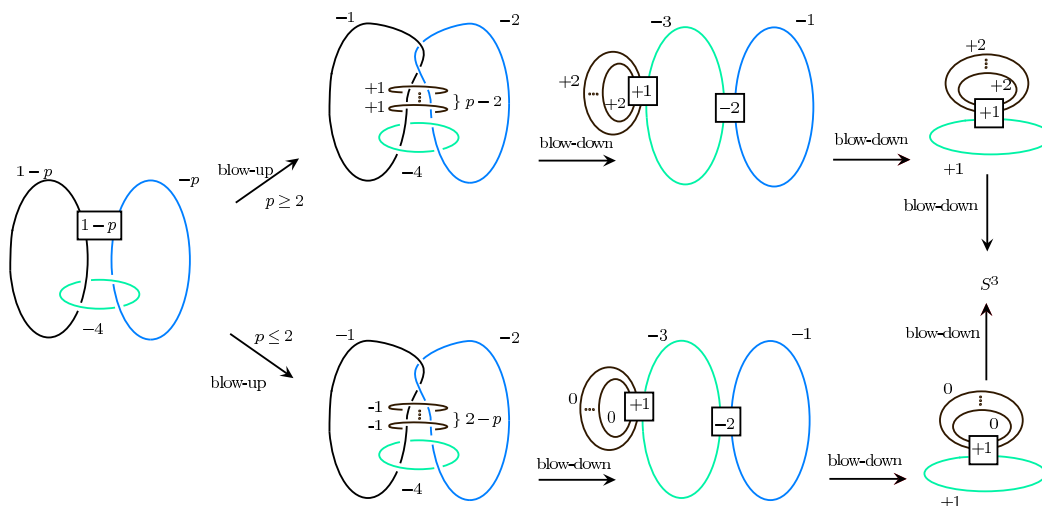 −1
−2
+1
+1
} p − 2
−4
blow-up
p ≥ 2
−3
−1
+2
+2
+1
−2
blow-down
blow-down
+2
+2
+1
+1
blow-down
1 − p
−p
1 − p
−4
S³
p ≤ 2
blow-up
−1
−2
-1
-1
} 2 − p
−4
−3
−1
0
0
+1
−2
blow-down
blow-down
blow-down
0
0
+1
+1